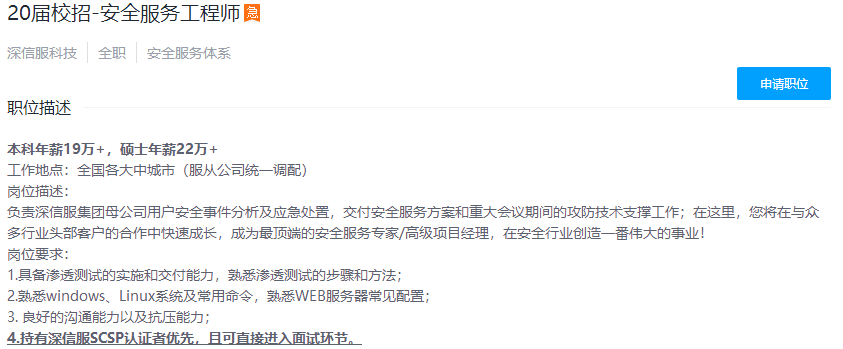 20届校招-安全服务工程师 急
深信服科技 全职 安全服务体系
申请职位
职位描述
本科年薪19万+，硕士年薪22万+
工作地点：全国各大中城市（服从公司统一调配）
岗位描述：
负责深信服集团母公司用户安全事件分析及应急处置，交付安全服务方案和重大会议期间的攻防技术支撑工作；在这里，您将在与众
多行业头部客户的合作中快速成长，成为最顶端的安全服务专家/高级项目经理，在安全行业创造一番伟大的事业！
岗位要求：
1.具备渗透测试的实施和交付能力，熟悉渗透测试的步骤和方法；
2.熟悉windows、Linux系统及常用命令，熟悉WEB服务器常见配置；
3. 良好的沟通能力以及抗压能力；
4.持有深信服SCSP认证者优先，且可直接进入面试环节。